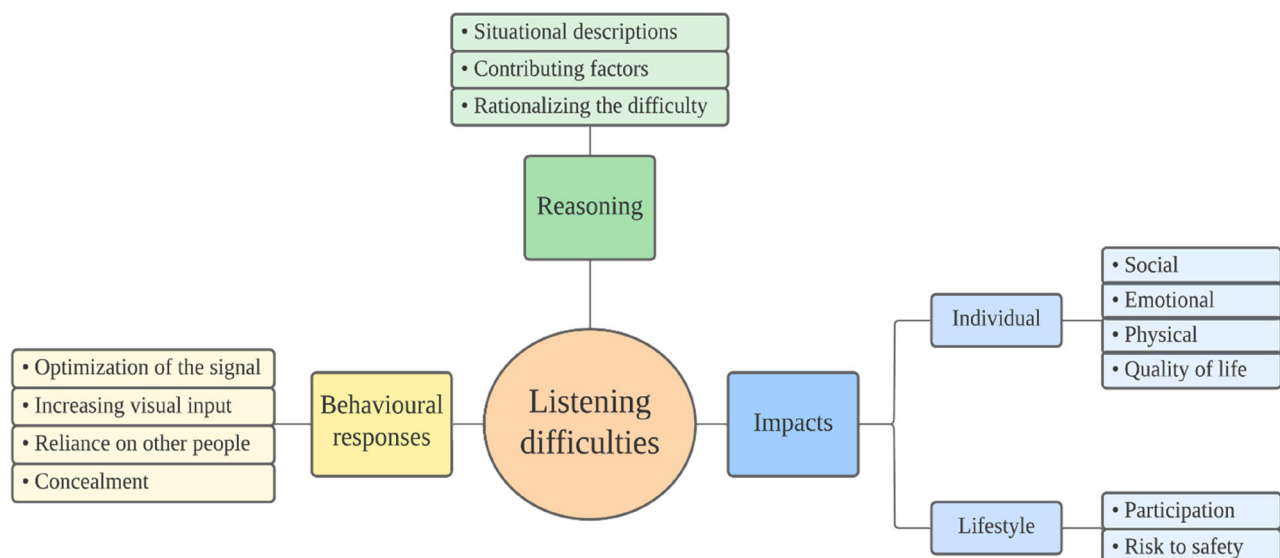 • Situational descriptions
• Contributing factors
• Rationalizing the difficulty
Reasoning
• Social
• Emotional
• Physical
• Quality of life
Individual
• Optimization of the signal
• Increasing visual input
• Reliance on other people
• Concealment
Behavioural
responses
Listening
difficulties
Impacts
Lifestyle
• Participation
• Risk to safety